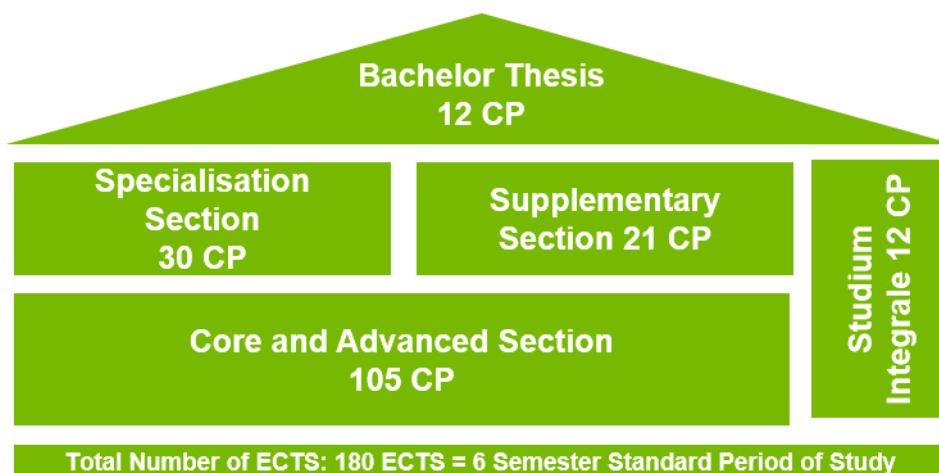 Bachelor Thesis
12 CP
Specialisation
Section
30 CP
Supplementary
Section 21 CP
Studium
Integrale 12 CP
Core and Advanced Section
105 CP
Total Number of ECTS: 180 ECTS = 6 Semester Standard Period of Study